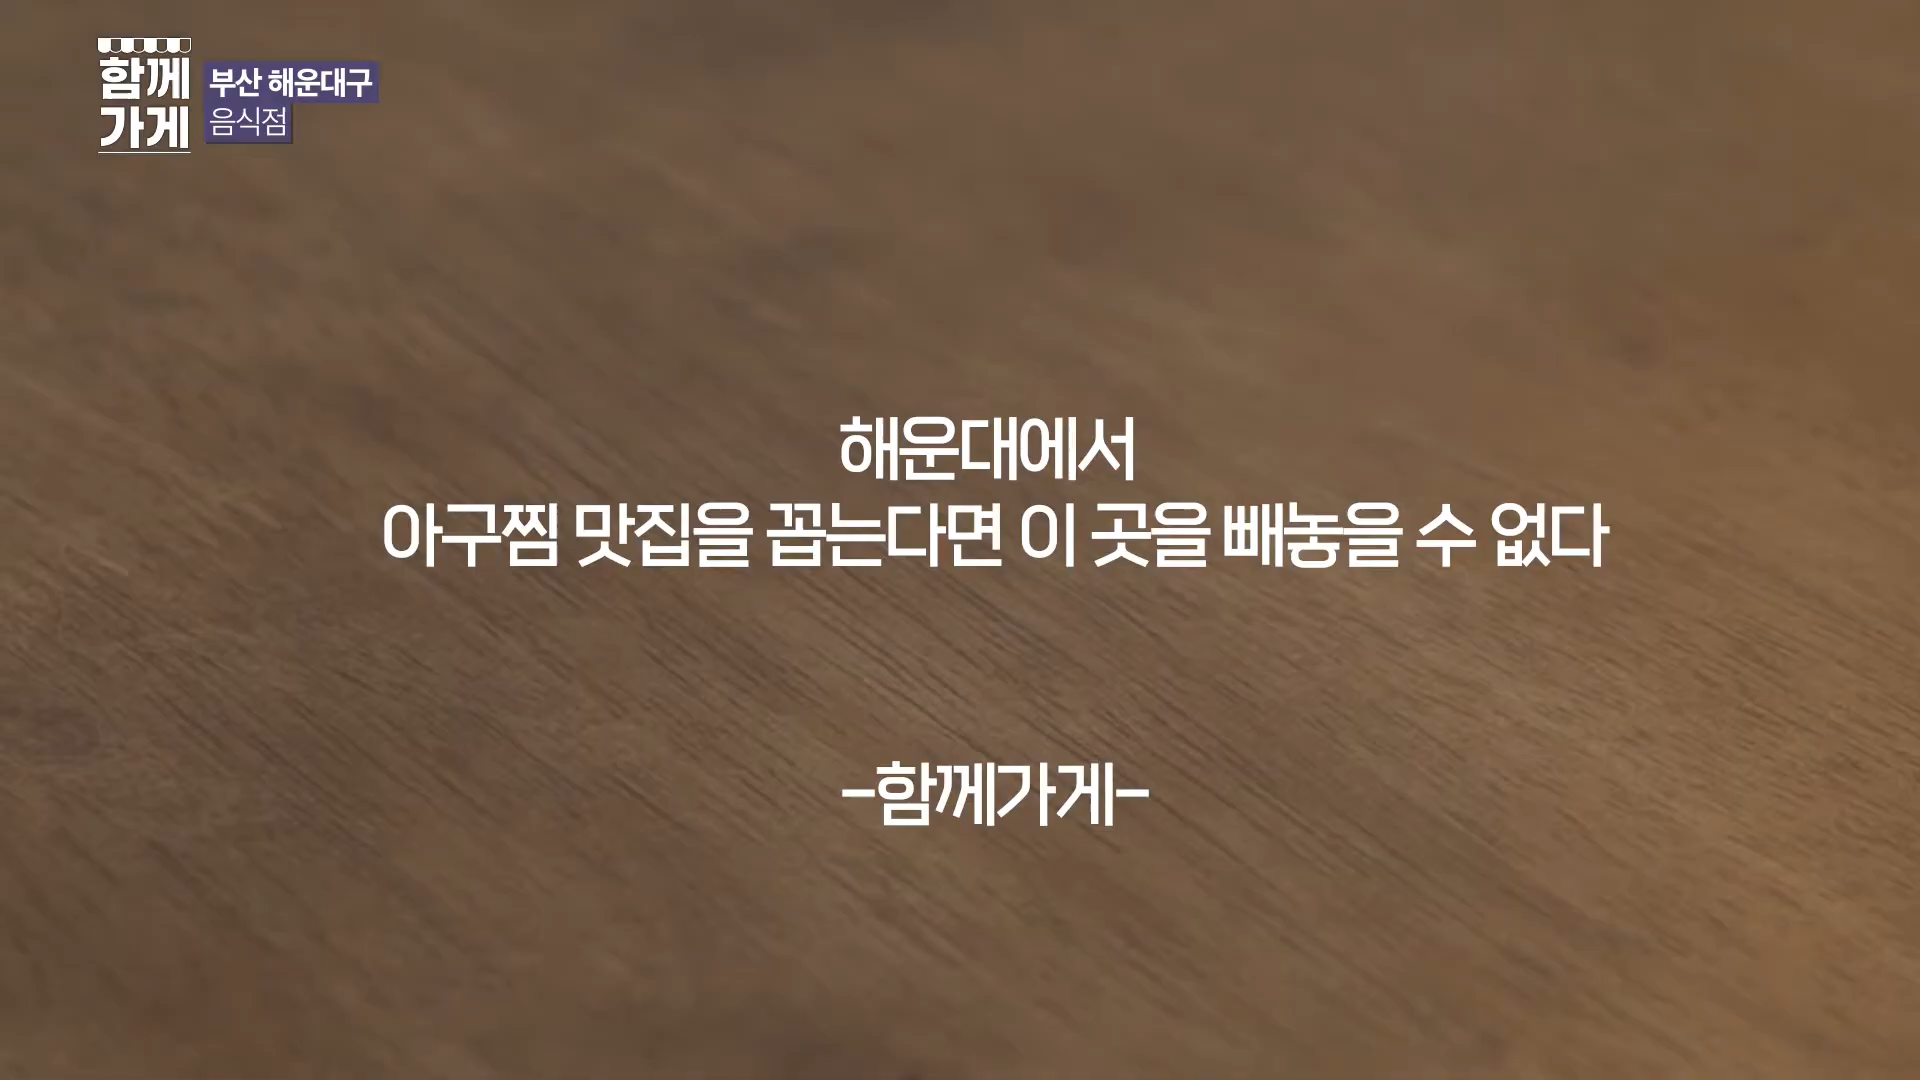 함께
가게
부산 해운대구
음식점
해운대에서
아구찜 맛집을 꼽는다면 이 곳을 빼놓을 수 없다
-함께가게-